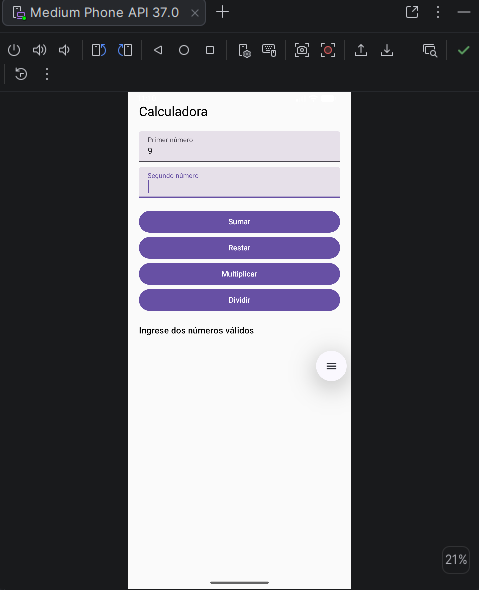 Medium Phone API 37.0
Calculadora
Primer número
9
Segundo número
Sumar
Restar
Multiplicar
Dividir
Ingrese dos números válidos
21%